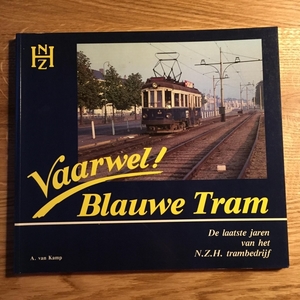 NZH
Vaarwel!
Blauwe Tram
De laatste jaren
van het
N.Z.H. trambedrijf
A. van Kamp